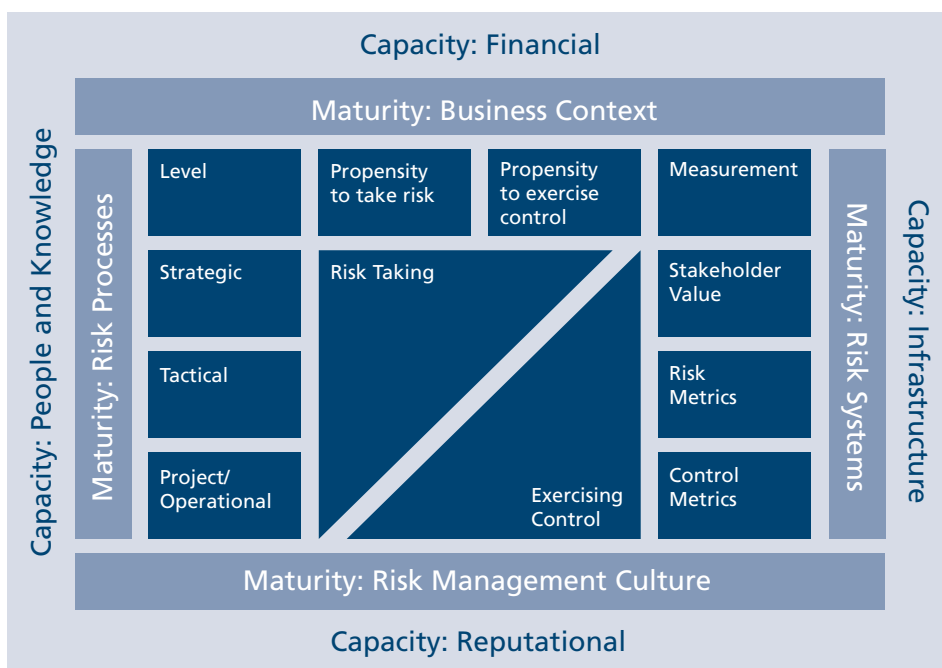 Capacity: Financial
Maturity: Business Context
Capacity: People and Knowledge
Maturity: Risk Processes
Level
Propensity
to take risk
Propensity
to exercise
control
Measurement
Strategic
Risk Taking
Stakeholder
Value
Tactical
Risk
Metrics
Project/
Operational
Exercising
Control
Control
Metrics
Maturity: Risk Systems
Capacity: Infrastructure
Maturity: Risk Management Culture
Capacity: Reputational